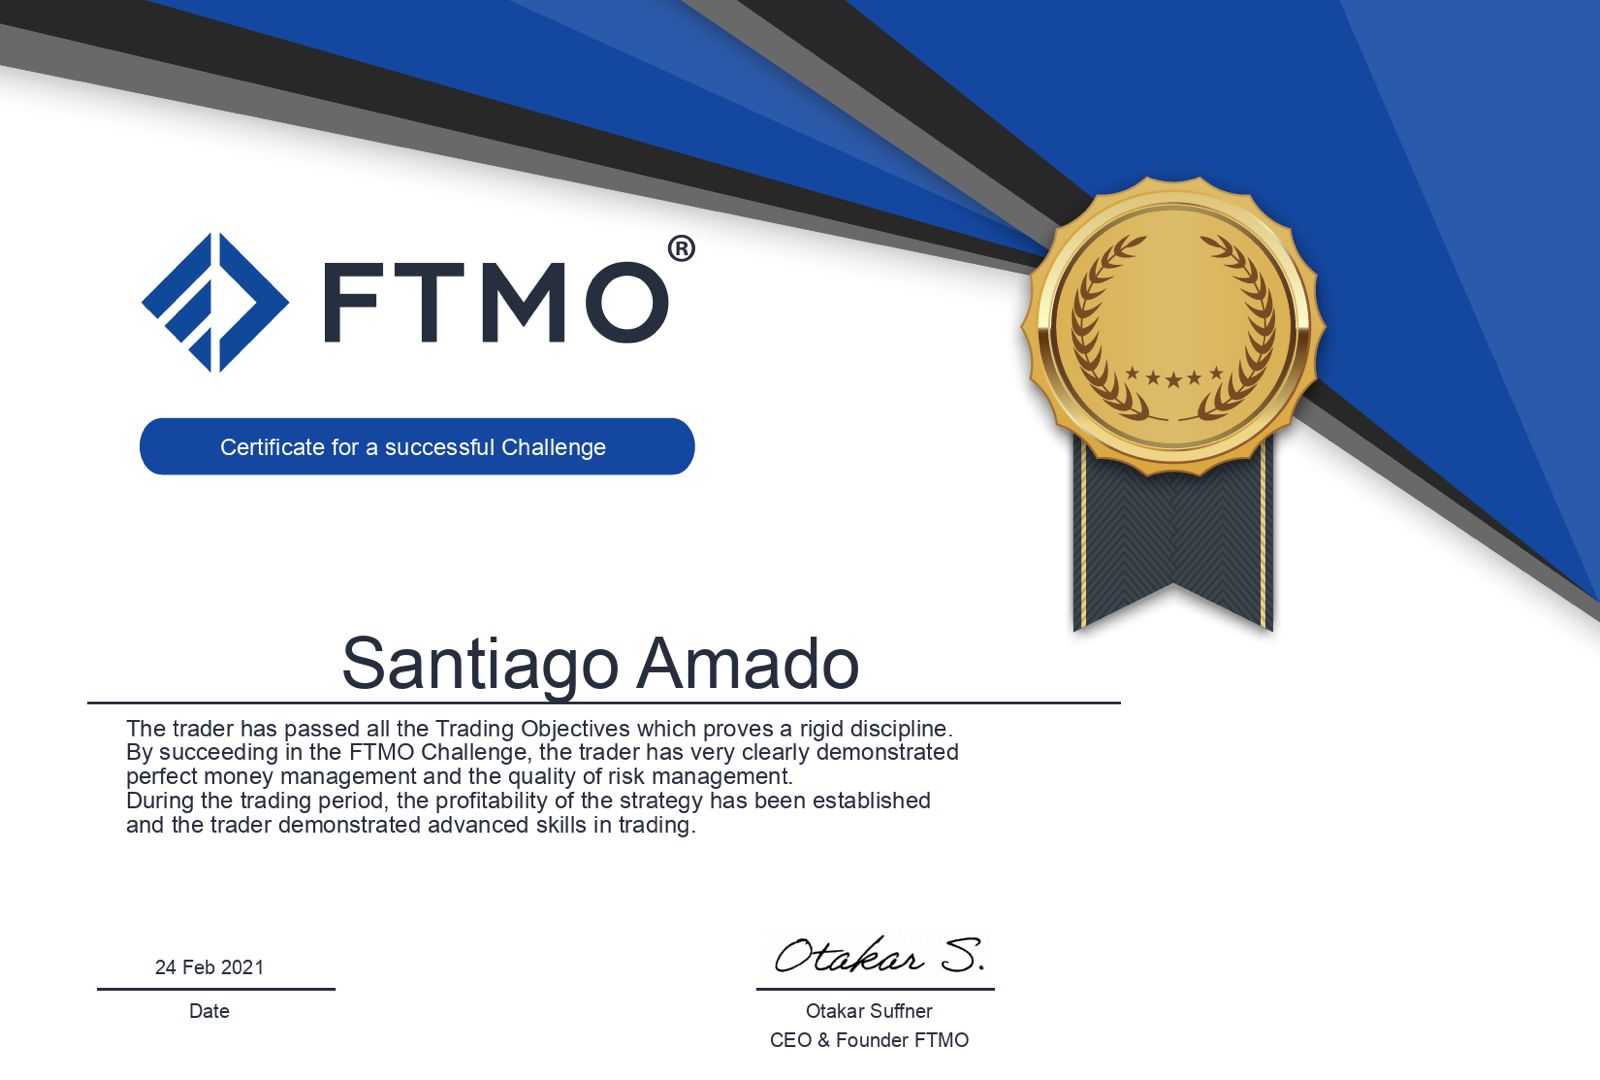 FTMO®
Certificate for a successful Challenge
Santiago Amado
The trader has passed all the Trading Objectives which proves a rigid discipline.
By succeeding in the FTMO Challenge, the trader has very clearly demonstrated
perfect money management and the quality of risk management.
During the trading period, the profitability of the strategy has been established
and the trader demonstrated advanced skills in trading.
24 Feb 2021
Date
Otakar S.
Otakar Suffner
CEO & Founder FTMO